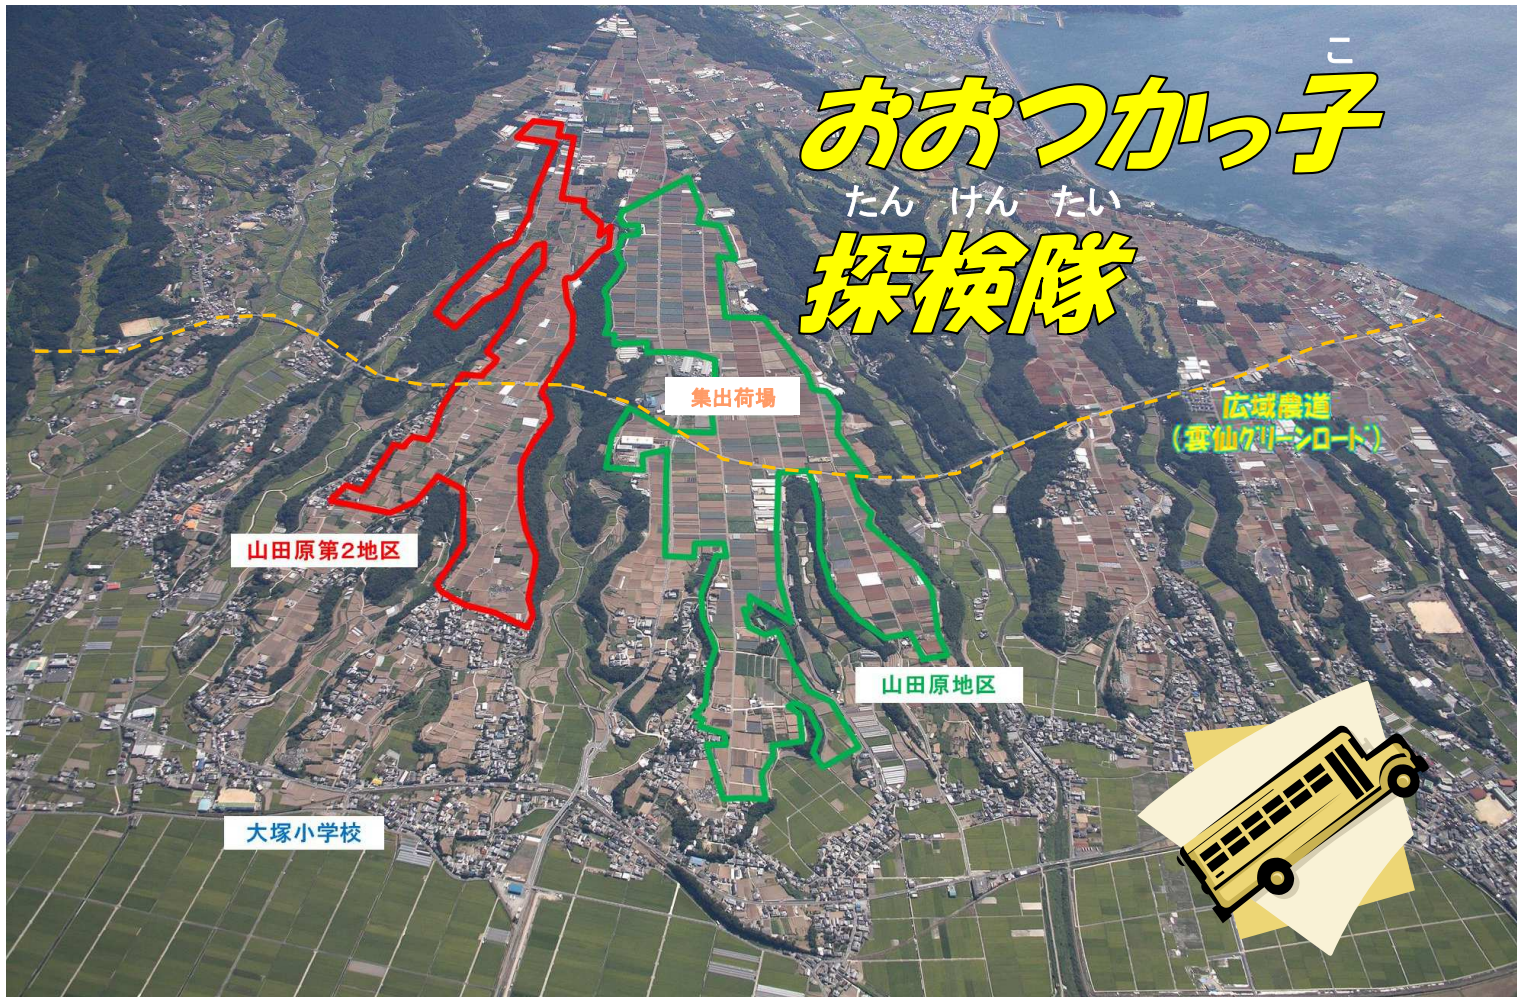 こ
おおつかっ子
たんけんたい
探検隊
集出荷場
広域農道
(雲仙グリーンロード)
山田原第2地区
山田原地区
大塚小学校